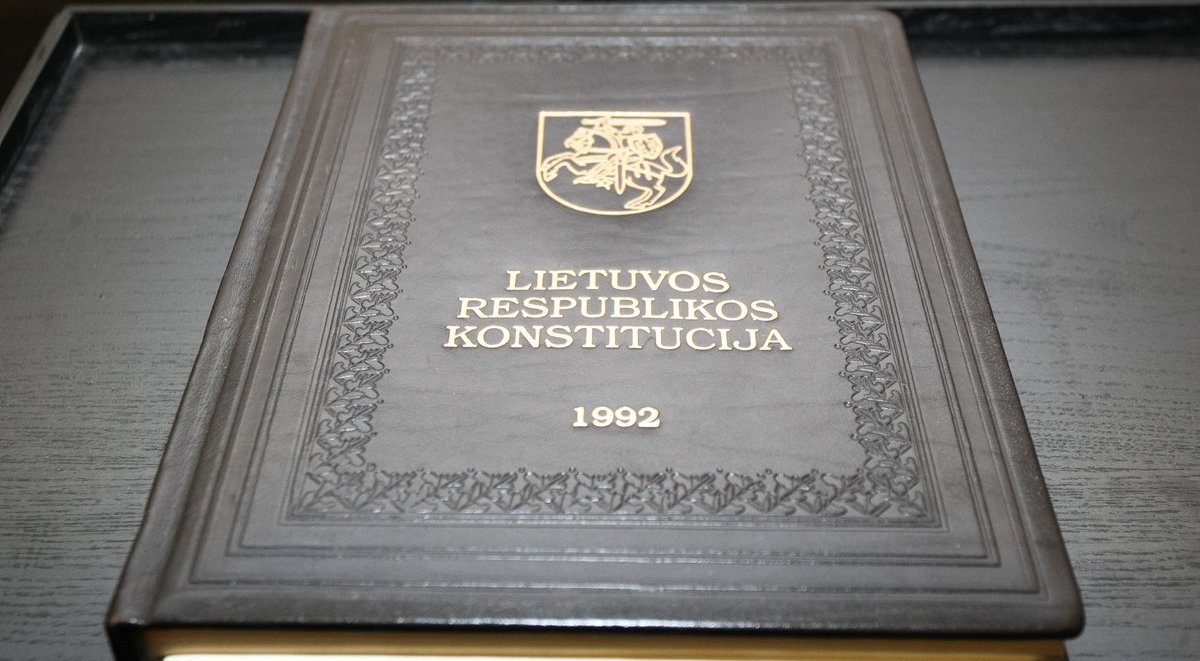 LIETUVOS
RESPUBLIKOS
KONSTITUCIJA
1992